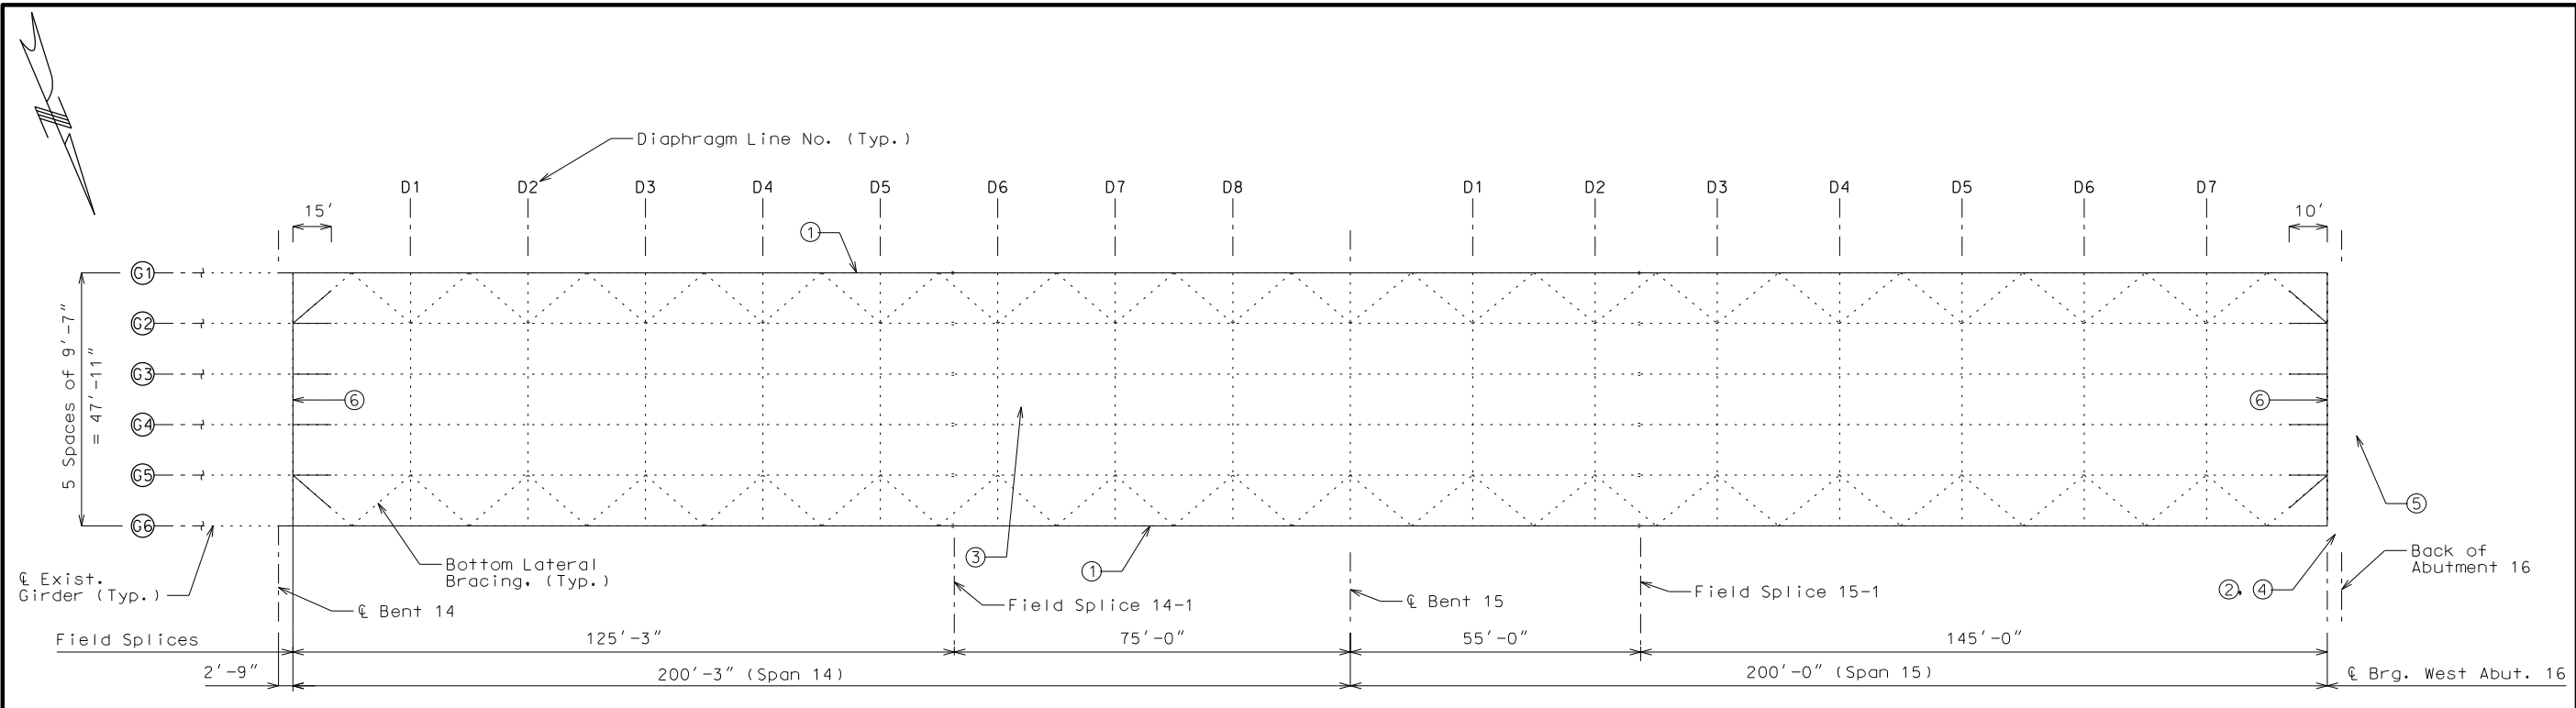 Diaphragm Line No. (Typ.)
D1 D2 D3 D4 D5 D6 D7 D8 D1 D2 D3 D4 D5 D6 D7
15' 10'
1
G1
G2
G3
G4
G5
G6
5 Spaces of 9'-7"
= 47'-11"
6 6
5
3
1
2, 4
℄ Exist.
Girder (Typ.)
Bottom Lateral
Bracing. (Typ.)
℄ Bent 14
Field Splice 14-1
℄ Bent 15
Field Splice 15-1
Back of
Abutment 16
Field Splices 125'-3" 75'-0" 55'-0" 145'-0"
2'-9" 200'-3" (Span 14) 200'-0" (Span 15) ℄ Brg. West Abut. 16